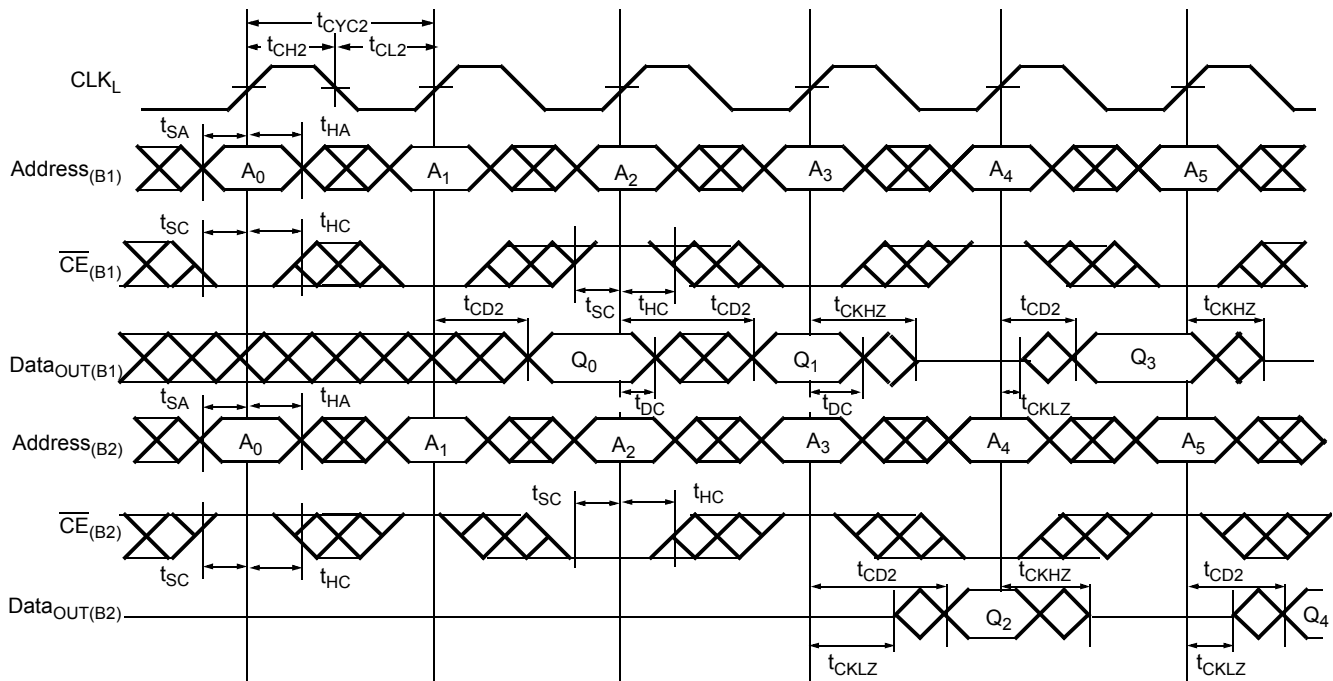 tCYC2
tCH2 tCL2
CLKL
tSA tHA
Address(B1) A0 A1 A2 A3 A4 A5
tSC tHC
CE(B1)
tSC tHC
tCD2 tCD2 tCKHZ tCD2 tCKHZ
DataOUT(B1) Q0 Q1 Q3
tSA tHA tDC tDC tCKLZ
Address(B2) A0 A1 A2 A3 A4 A5
tSC tHC
CE(B2)
tSC tHC tCD2 tCKHZ tCD2
DataOUT(B2) Q2 Q4
tCKLZ tCKLZ